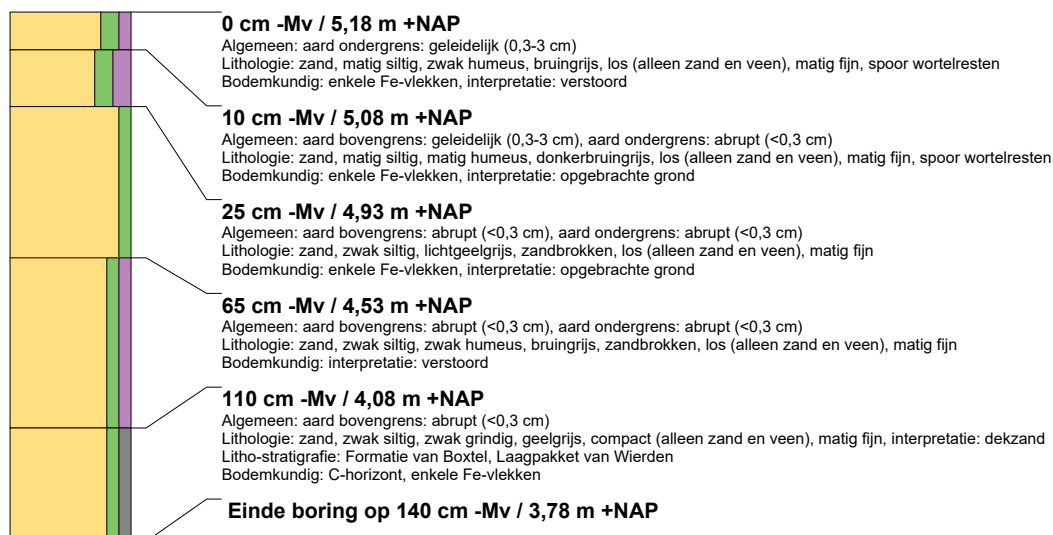 0 cm -Mv / 5,18 m +NAP
Algemeen: aard ondergrens: geleidelijk (0,3-3 cm)
Lithologie: zand, matig siltig, zwak humeus, bruingrijs, los (alleen zand en veen), matig fijn, spoor wortelresten
Bodemkundig: enkele Fe-vlekken, interpretatie: verstoord
10 cm -Mv / 5,08 m +NAP
Algemeen: aard bovengrens: geleidelijk (0,3-3 cm), aard ondergrens: abrupt (<0,3 cm)
Lithologie: zand, matig siltig, matig humeus, donkerbruingrijs, los (alleen zand en veen), matig fijn, spoor wortelresten
Bodemkundig: enkele Fe-vlekken, interpretatie: opgebrachte grond
25 cm -Mv / 4,93 m +NAP
Algemeen: aard bovengrens: abrupt (<0,3 cm), aard ondergrens: abrupt (<0,3 cm)
Lithologie: zand, zwak siltig, lichtgeelgrijs, zandbrokken, los (alleen zand en veen), matig fijn
Bodemkundig: enkele Fe-vlekken, interpretatie: opgebrachte grond
65 cm -Mv / 4,53 m +NAP
Algemeen: aard bovengrens: abrupt (<0,3 cm), aard ondergrens: abrupt (<0,3 cm)
Lithologie: zand, zwak siltig, zwak humeus, bruingrijs, zandbrokken, los (alleen zand en veen), matig fijn
Bodemkundig: interpretatie: verstoord
110 cm -Mv / 4,08 m +NAP
Algemeen: aard bovengrens: abrupt (<0,3 cm)
Lithologie: zand, zwak siltig, zwak grindig, geelgrijs, compact (alleen zand en veen), matig fijn, interpretatie: dekzand
Litho-stratigrafie: Formatie van Boxtel, Laagpakket van Wierden
Bodemkundig: C-horizont, enkele Fe-vlekken
Einde boring op 140 cm -Mv / 3,78 m +NAP